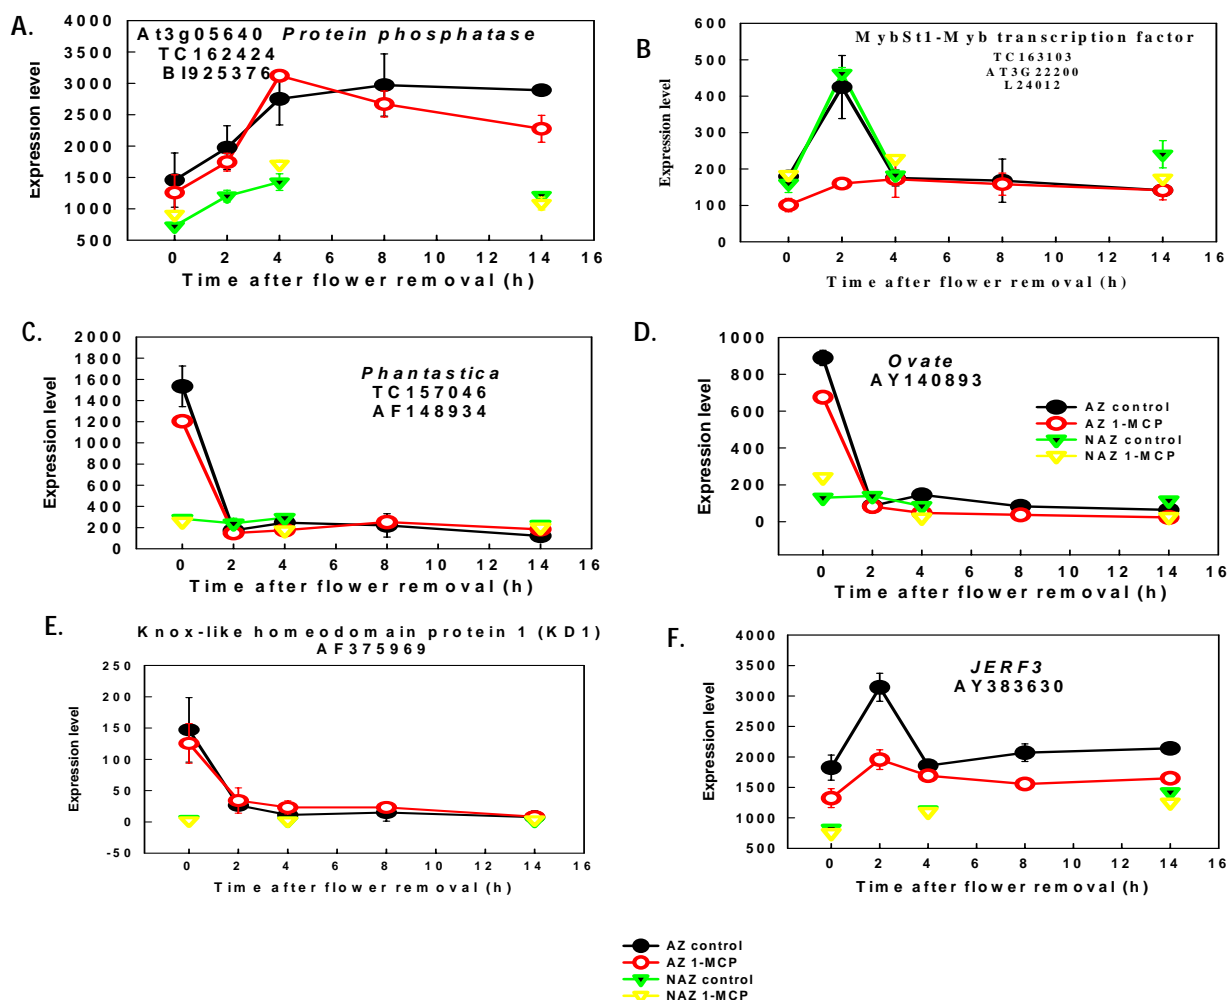 A.
At3g05640 Protein phosphatase
TC162424
BI925376
Expression level
4000
3500
3000
2500
2000
1500
1000
500
0 2 4 6 8 10 12 14 16
Time after flower removal (h)
B
MybSt1-Myb transcription factor
TC163103
AT3G22200
L24012
Expression level
600
500
400
300
200
100
0
0 2 4 6 8 10 12 14 16
Time after flower removal (h)
C.
Phantastica
TC157046
AF148934
Expression level
2000
1800
1600
1400
1200
1000
800
600
400
200
0
0 2 4 6 8 10 12 14 16
Time after flower removal (h)
D.
Ovate
AY140893
AZ control
AZ 1-MCP
NAZ control
NAZ 1-MCP
Expression level
1000
800
600
400
200
0
0 2 4 6 8 10 12 14 16
Time after flower removal (h)
E.
Knox-like homeodomain protein 1 (KD1)
AF375969
Expression level
250
200
150
100
50
0
-50
0 2 4 6 8 10 12 14 16
Time after flower removal (h)
F.
JERF3
AY383630
Expression level
4000
3500
3000
2500
2000
1500
1000
500
0 2 4 6 8 10 12 14 16
Time after flower removal (h)
AZ control
AZ 1-MCP
NAZ control
NAZ 1-MCP